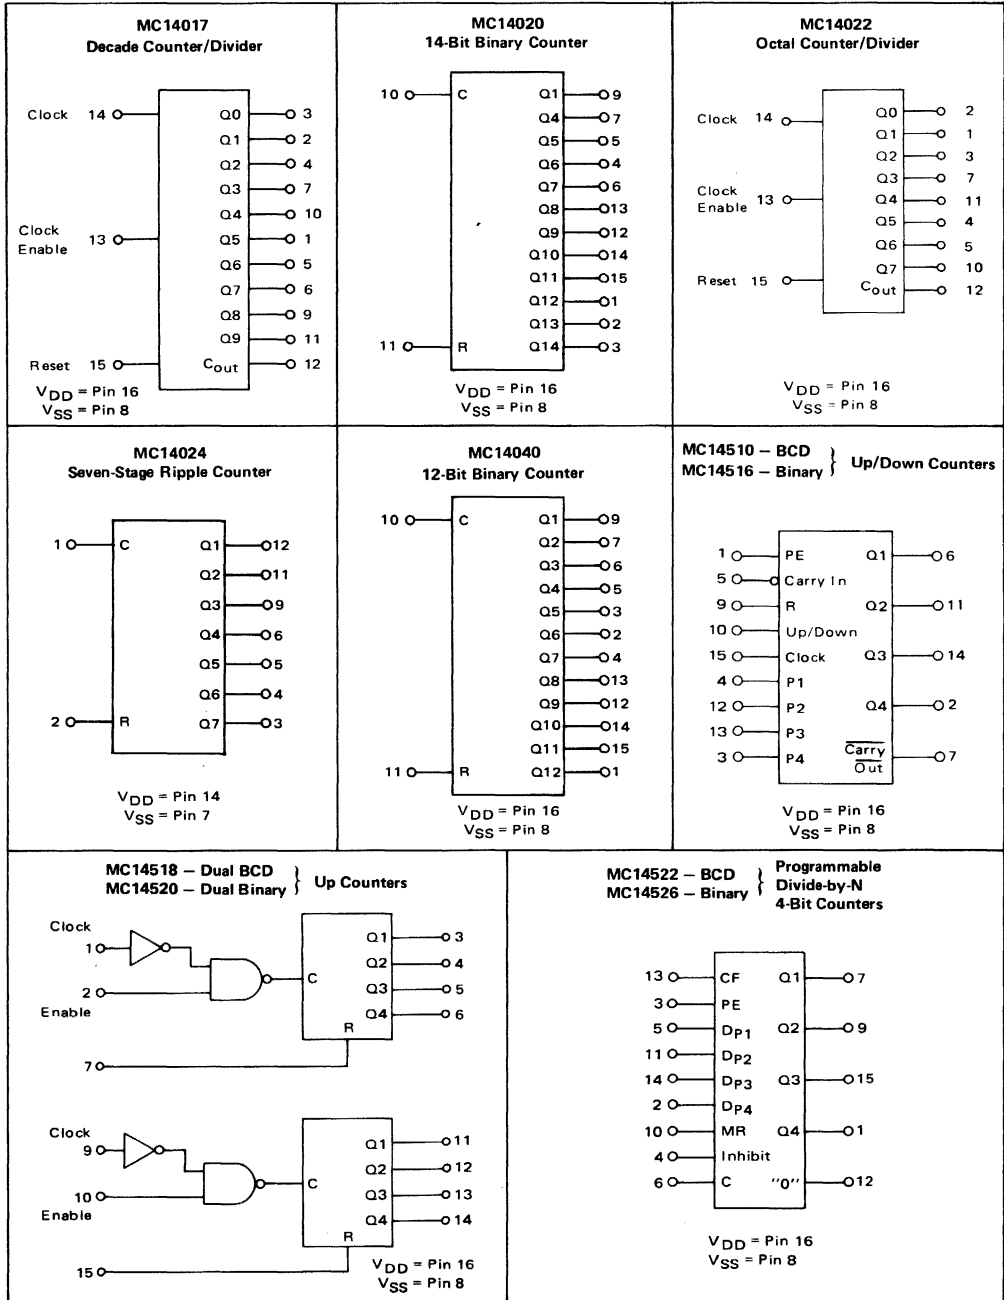 MC14017
Decade Counter/Divider
Clock 14 Q0 3
Q1 2
Q2 4
Q3 7
Q4 10
Clock
Enable 13 Q5 1
Q6 5
Q7 6
Q8 9
Q9 11
Reset 15 Cout 12
VDD = Pin 16
VSS = Pin 8
MC14020
14-Bit Binary Counter
10 C Q1 9
Q4 7
Q5 5
Q6 4
Q7 6
Q8 13
Q9 12
Q10 14
Q11 15
Q12 1
Q13 2
11 R Q14 3
VDD = Pin 16
VSS = Pin 8
MC14022
Octal Counter/Divider
Clock 14 Q0 2
Q1 1
Q2 3
Q3 7
Clock
Enable 13 Q4 11
Q5 4
Q6 5
Q7 10
Reset 15 Cout 12
VDD = Pin 16
VSS = Pin 8
MC14024
Seven-Stage Ripple Counter
1 C Q1 12
Q2 11
Q3 9
Q4 6
Q5 5
Q6 4
2 R Q7 3
VDD = Pin 14
VSS = Pin 7
MC14040
12-Bit Binary Counter
10 C Q1 9
Q2 7
Q3 6
Q4 5
Q5 3
Q6 2
Q7 4
Q8 13
Q9 12
Q10 14
Q11 15
11 R Q12 1
VDD = Pin 16
VSS = Pin 8
MC14510 – BCD
MC14516 – Binary } Up/Down Counters
1 PE Q1 6
5 Carry In
9 R Q2 11
10 Up/Down
15 Clock Q3 14
4 P1
12 P2 Q4 2
13 P3
3 P4 Carry Out 7
VDD = Pin 16
VSS = Pin 8
MC14518 – Dual BCD
MC14520 – Dual Binary } Up Counters
Clock
1
2
Enable
C
Q1 3
Q2 4
Q3 5
Q4 6
R
7
Clock
9
10
Enable
C
Q1 11
Q2 12
Q3 13
Q4 14
R
15
VDD = Pin 16
VSS = Pin 8
MC14522 – BCD
MC14526 – Binary } Programmable
Divide-by-N
4-Bit Counters
13 CF Q1 7
3 PE
5 DP1 Q2 9
11 DP2
14 DP3 Q3 15
2 DP4
10 MR Q4 1
4 Inhibit
6 C "0" 12
VDD = Pin 16
VSS = Pin 8